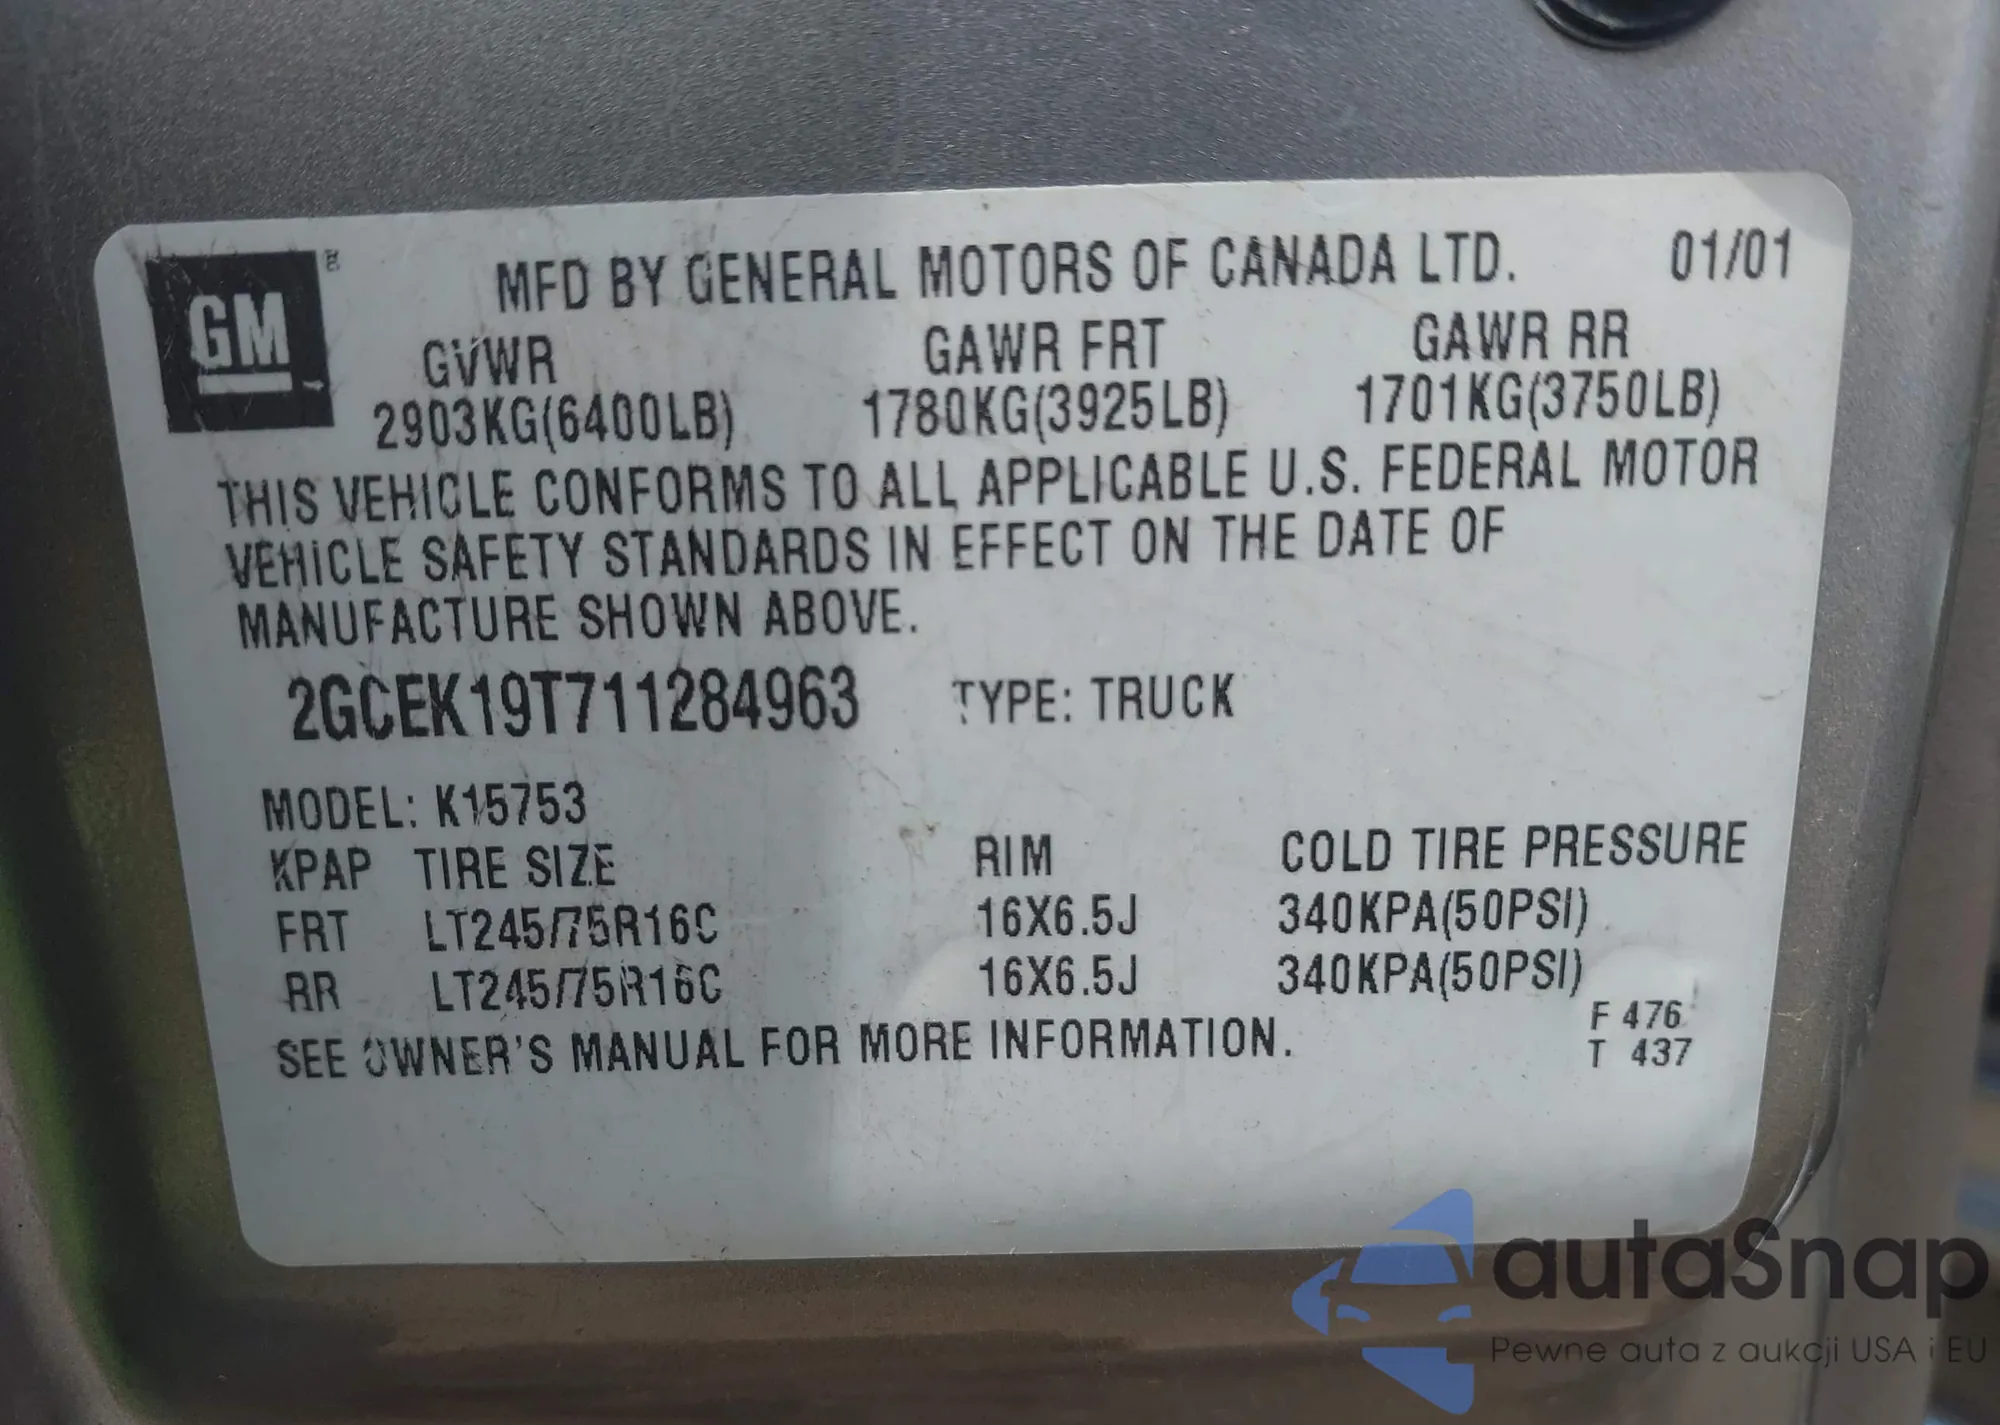 GM
MFD BY GENERAL MOTORS OF CANADA LTD. 01/01
GVWR GAWR FRT GAWR RR
2903KG(6400LB) 1780KG(3925LB) 1701KG(3750LB)
THIS VEHICLE CONFORMS TO ALL APPLICABLE U.S. FEDERAL MOTOR
VEHICLE SAFETY STANDARDS IN EFFECT ON THE DATE OF
MANUFACTURE SHOWN ABOVE.
2GCEK19T711284963 TYPE: TRUCK
MODEL: K15753
KPAP TIRE SIZE RIM COLD TIRE PRESSURE
FRT LT245/75R16C 16X6.5J 340KPA(50PSI)
RR LT245/75R16C 16X6.5J 340KPA(50PSI)
F 476
SEE OWNER'S MANUAL FOR MORE INFORMATION. T 437
autaSnap
Pewne auta z aukcji USA i EU